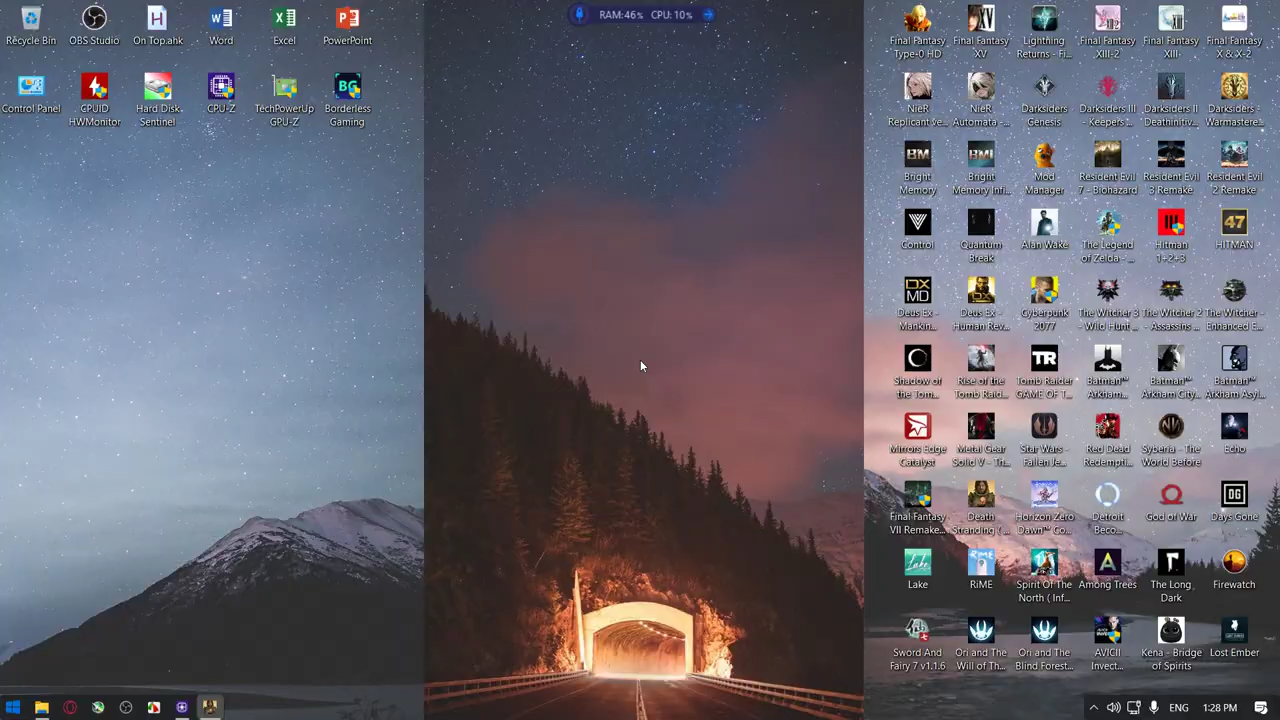 RAM:46% CPU:10%
Recycle Bin
OBS Studio
On Top.ahk
Word
Excel
PowerPoint
Control Panel
CPUID
HWMonitor
Hard Disk
Sentinel
CPU-Z
TechPowerUp
GPU-Z
Borderless
Gaming
Final Fantasy
Type-0 HD
Final Fantasy
XV
Lightning
Returns - Fi...
Final Fantasy
XIII-2
Final Fantasy
XIII-
Final Fantasy
X & X-2
NieR
Replicant ve...
NieR
Automata -...
Darksiders
Genesis
Darksiders III
- Keepers ...
Darksiders II
Deathinitiv...
Darksiders -
Warmastere...
Bright
Memory
Bright
Memory Infi...
Mod
Manager
Resident Evil
7 - Biohazard
Resident Evil
3 Remake
Resident Evil
2 Remake
Control
Quantum
Break
Alan Wake
The Legend
of Zelda- ...
Hitman
1+2+3
HITMAN
Deus Ex -
Mankin...
Deus Ex -
Human Rev...
Cyberpunk
2077
The Witcher 3
- Wild Hunt ...
The Witcher 2
- Assassins ...
The Witcher -
Enhanced E...
Shadow of
the Tom...
Rise of the
Tomb Raid...
Tomb Raider
GAME OF T...
Batman™
Arkham...
Batman™
Arkham City...
Batman™
Arkham Asyl...
Mirrors Edge
Catalyst
Metal Gear
Solid V - Th...
Star Wars -
Fallen Je...
Red Dead
Redempti...
Syberia - The
World Before
Echo
Final Fantasy
VII Remake...
Death
Stranding ( ...
Horizon Zero
Dawn™ Co...
Detroit
Beco...
God of War
Days Gone
Lake
RiME
Spirit Of The
North ( Inf...
Among Trees
The Long
Dark
Firewatch
Sword And
Fairy 7 v1.1.6
Ori and The
Will of Th...
Ori and The
Blind Forest...
AVICII
Invect...
Kena - Bridge
of Spirits
Lost Ember
ENG
1:28 PM